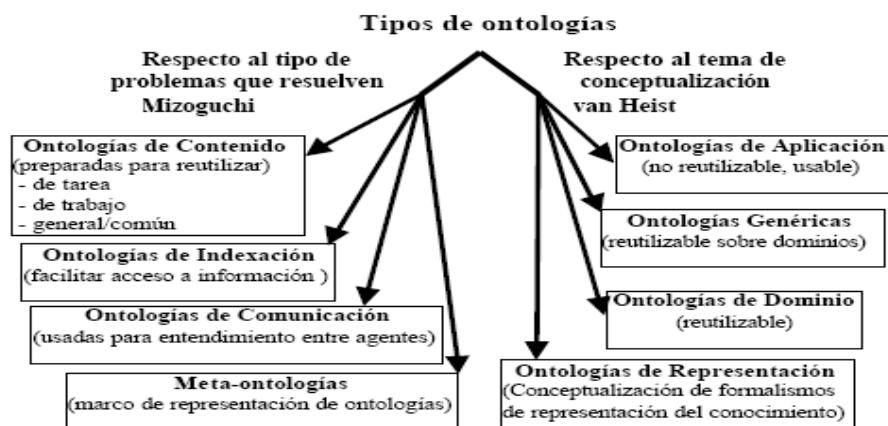 Tipos de ontologías
Respecto al tipo de
problemas que resuelven
Mizoguchi
Ontologías de Contenido
(preparadas para reutilizar)
- de tarea
- de trabajo
- general/común
Ontologías de Indexación
(facilitar acceso a información )
Ontologías de Comunicación
(usadas para entendimiento entre agentes)
Meta-ontologías
(marco de representación de ontologías)
Respecto al tema de
conceptualización
van Heist
Ontologías de Aplicación
(no reutilizable, usable)
Ontologías Genéricas
(reutilizable sobre dominios)
Ontologías de Dominio
(reutilizable)
Ontologías de Representación
(Conceptualización de formalismos
de representación del conocimiento)